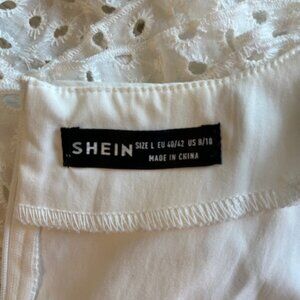 SHEIN
SIZE L EU 40/42 US 8/10
MADE IN CHINA